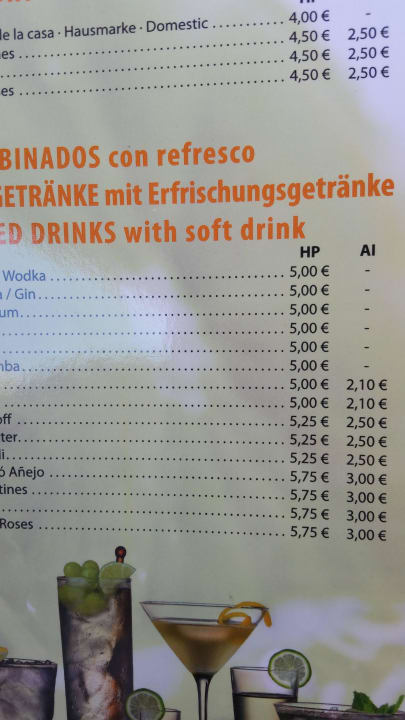 HP
de la casa · Hausmarke · Domestic 4,00 € -
es 4,50 € 2,50 €
4,50 € 2,50 €
es 4,50 € 2,50 €
BINADOS con refresco
GETRÄNKE mit Erfrischungsgetränke
ED DRINKS with soft drink
HP AI
Wodka 5,00 € -
/ Gin 5,00 € -
um 5,00 € -
5,00 € -
5,00 € -
mba 5,00 € -
5,00 € 2,10 €
5,00 € 2,10 €
off 5,25 € 2,50 €
ter 5,25 € 2,50 €
i 5,25 € 2,50 €
ó Añejo 5,75 € 3,00 €
tines 5,75 € 3,00 €
5,75 € 3,00 €
Roses 5,75 € 3,00 €